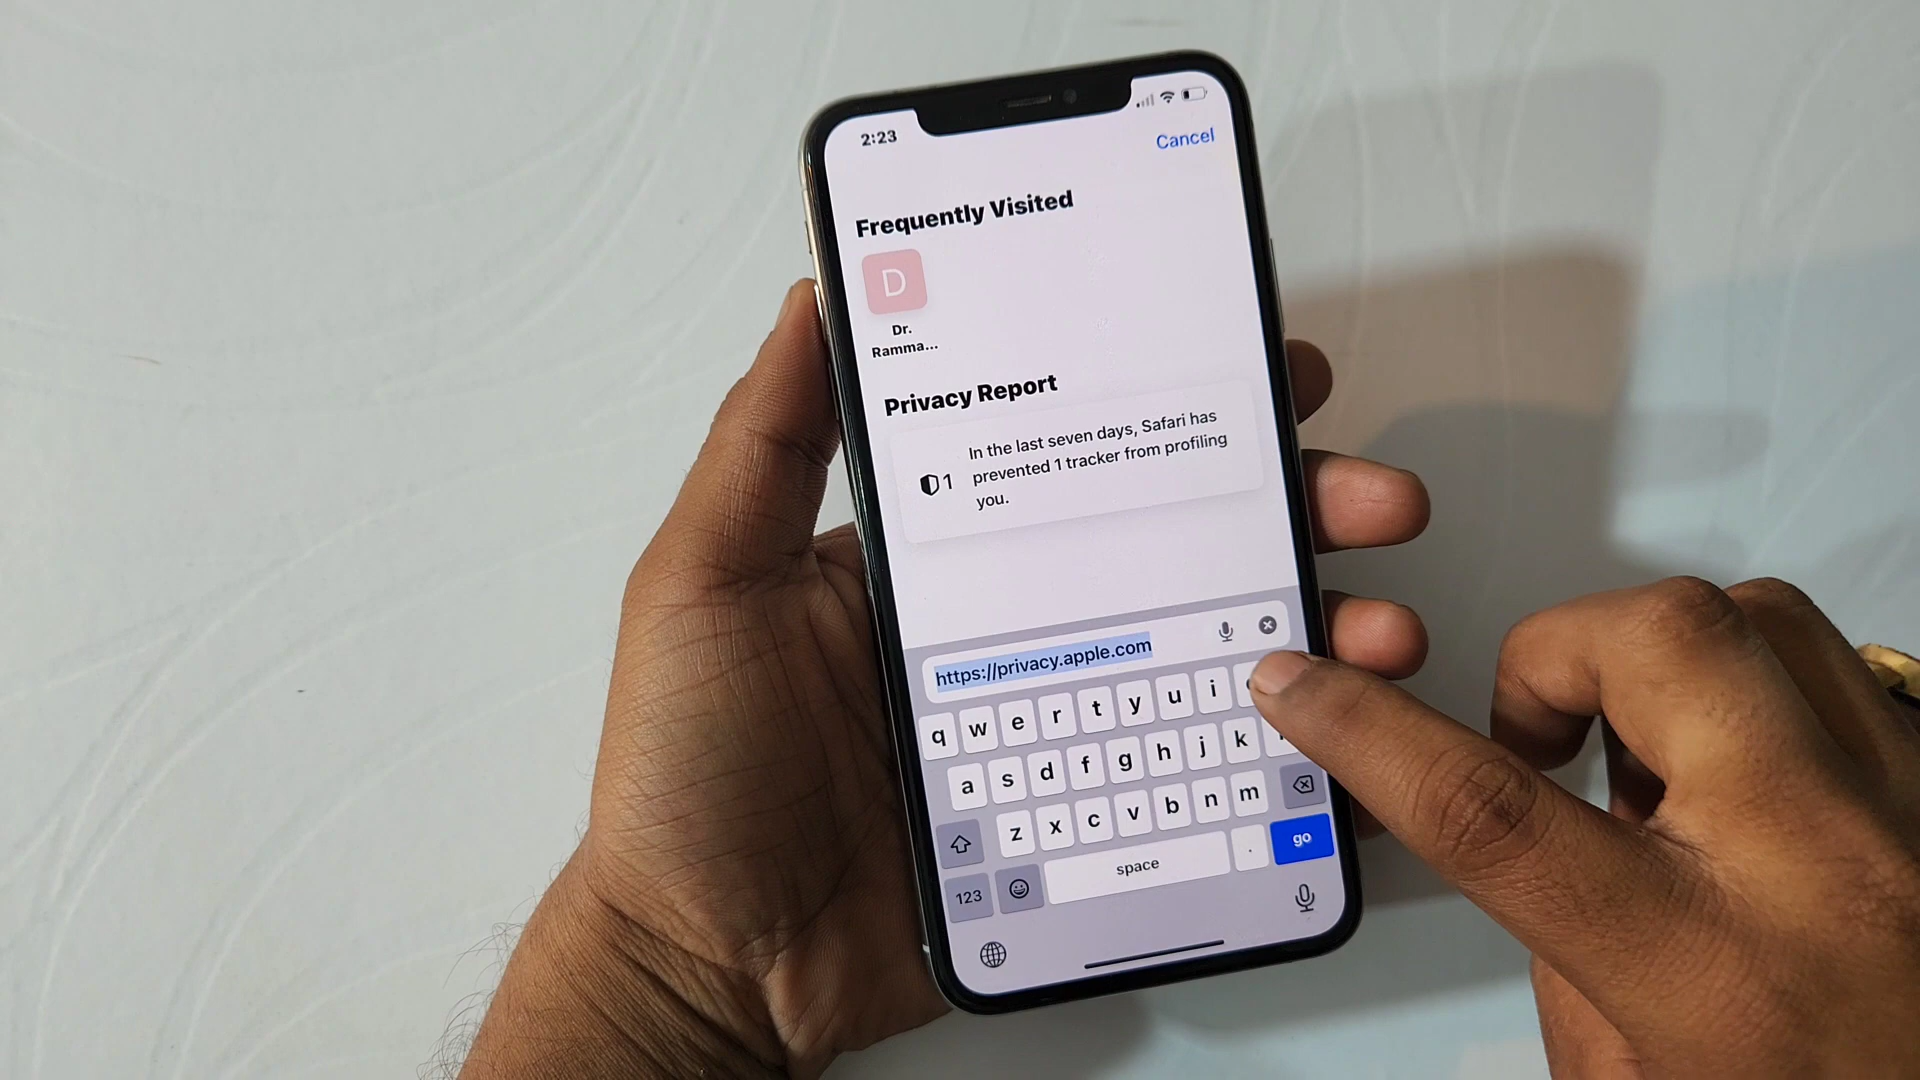 2:23
Cancel
Frequently Visited
D
Dr.
Ramma...
Privacy Report
1
In the last seven days, Safari has
prevented 1 tracker from profiling
you.
https://privacy.apple.com
q w e r t y u i
a s d f g h j k
z x c v b n m
123 space . go